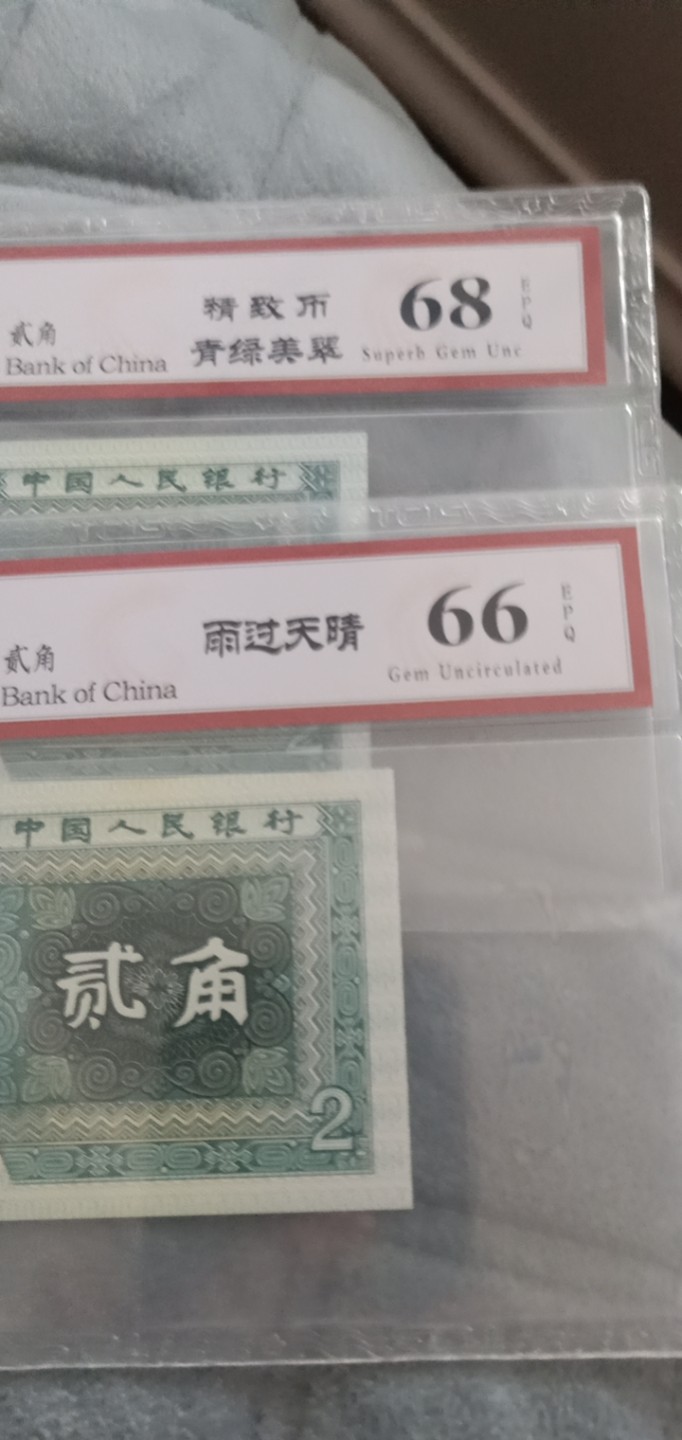 贰角
Bank of China
精致币
青绿美翠
68
EPQ
Superb Gem Unc
中国人民银行
贰角
Bank of China
雨过天晴
66
EPQ
Gem Uncirculated
中国人民银行
贰角
2